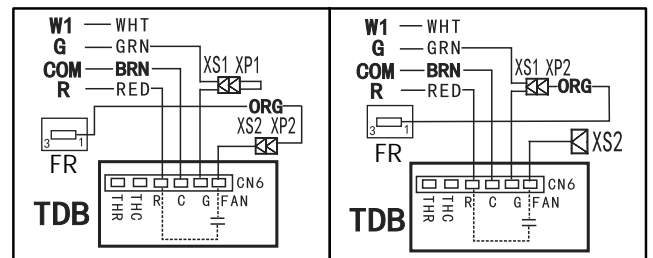 W1 — WHT
G — GRN
COM — BRN
R — RED
XS1 XP1
ORG
XS2 XP2
3 1
FR
CN6
THR THC R C G FAN
TDB
W1 — WHT
G — GRN
COM — BRN
R — RED
XS1 XP2
ORG
3 1
FR
XS2
CN6
THR THC R C G FAN
TDB